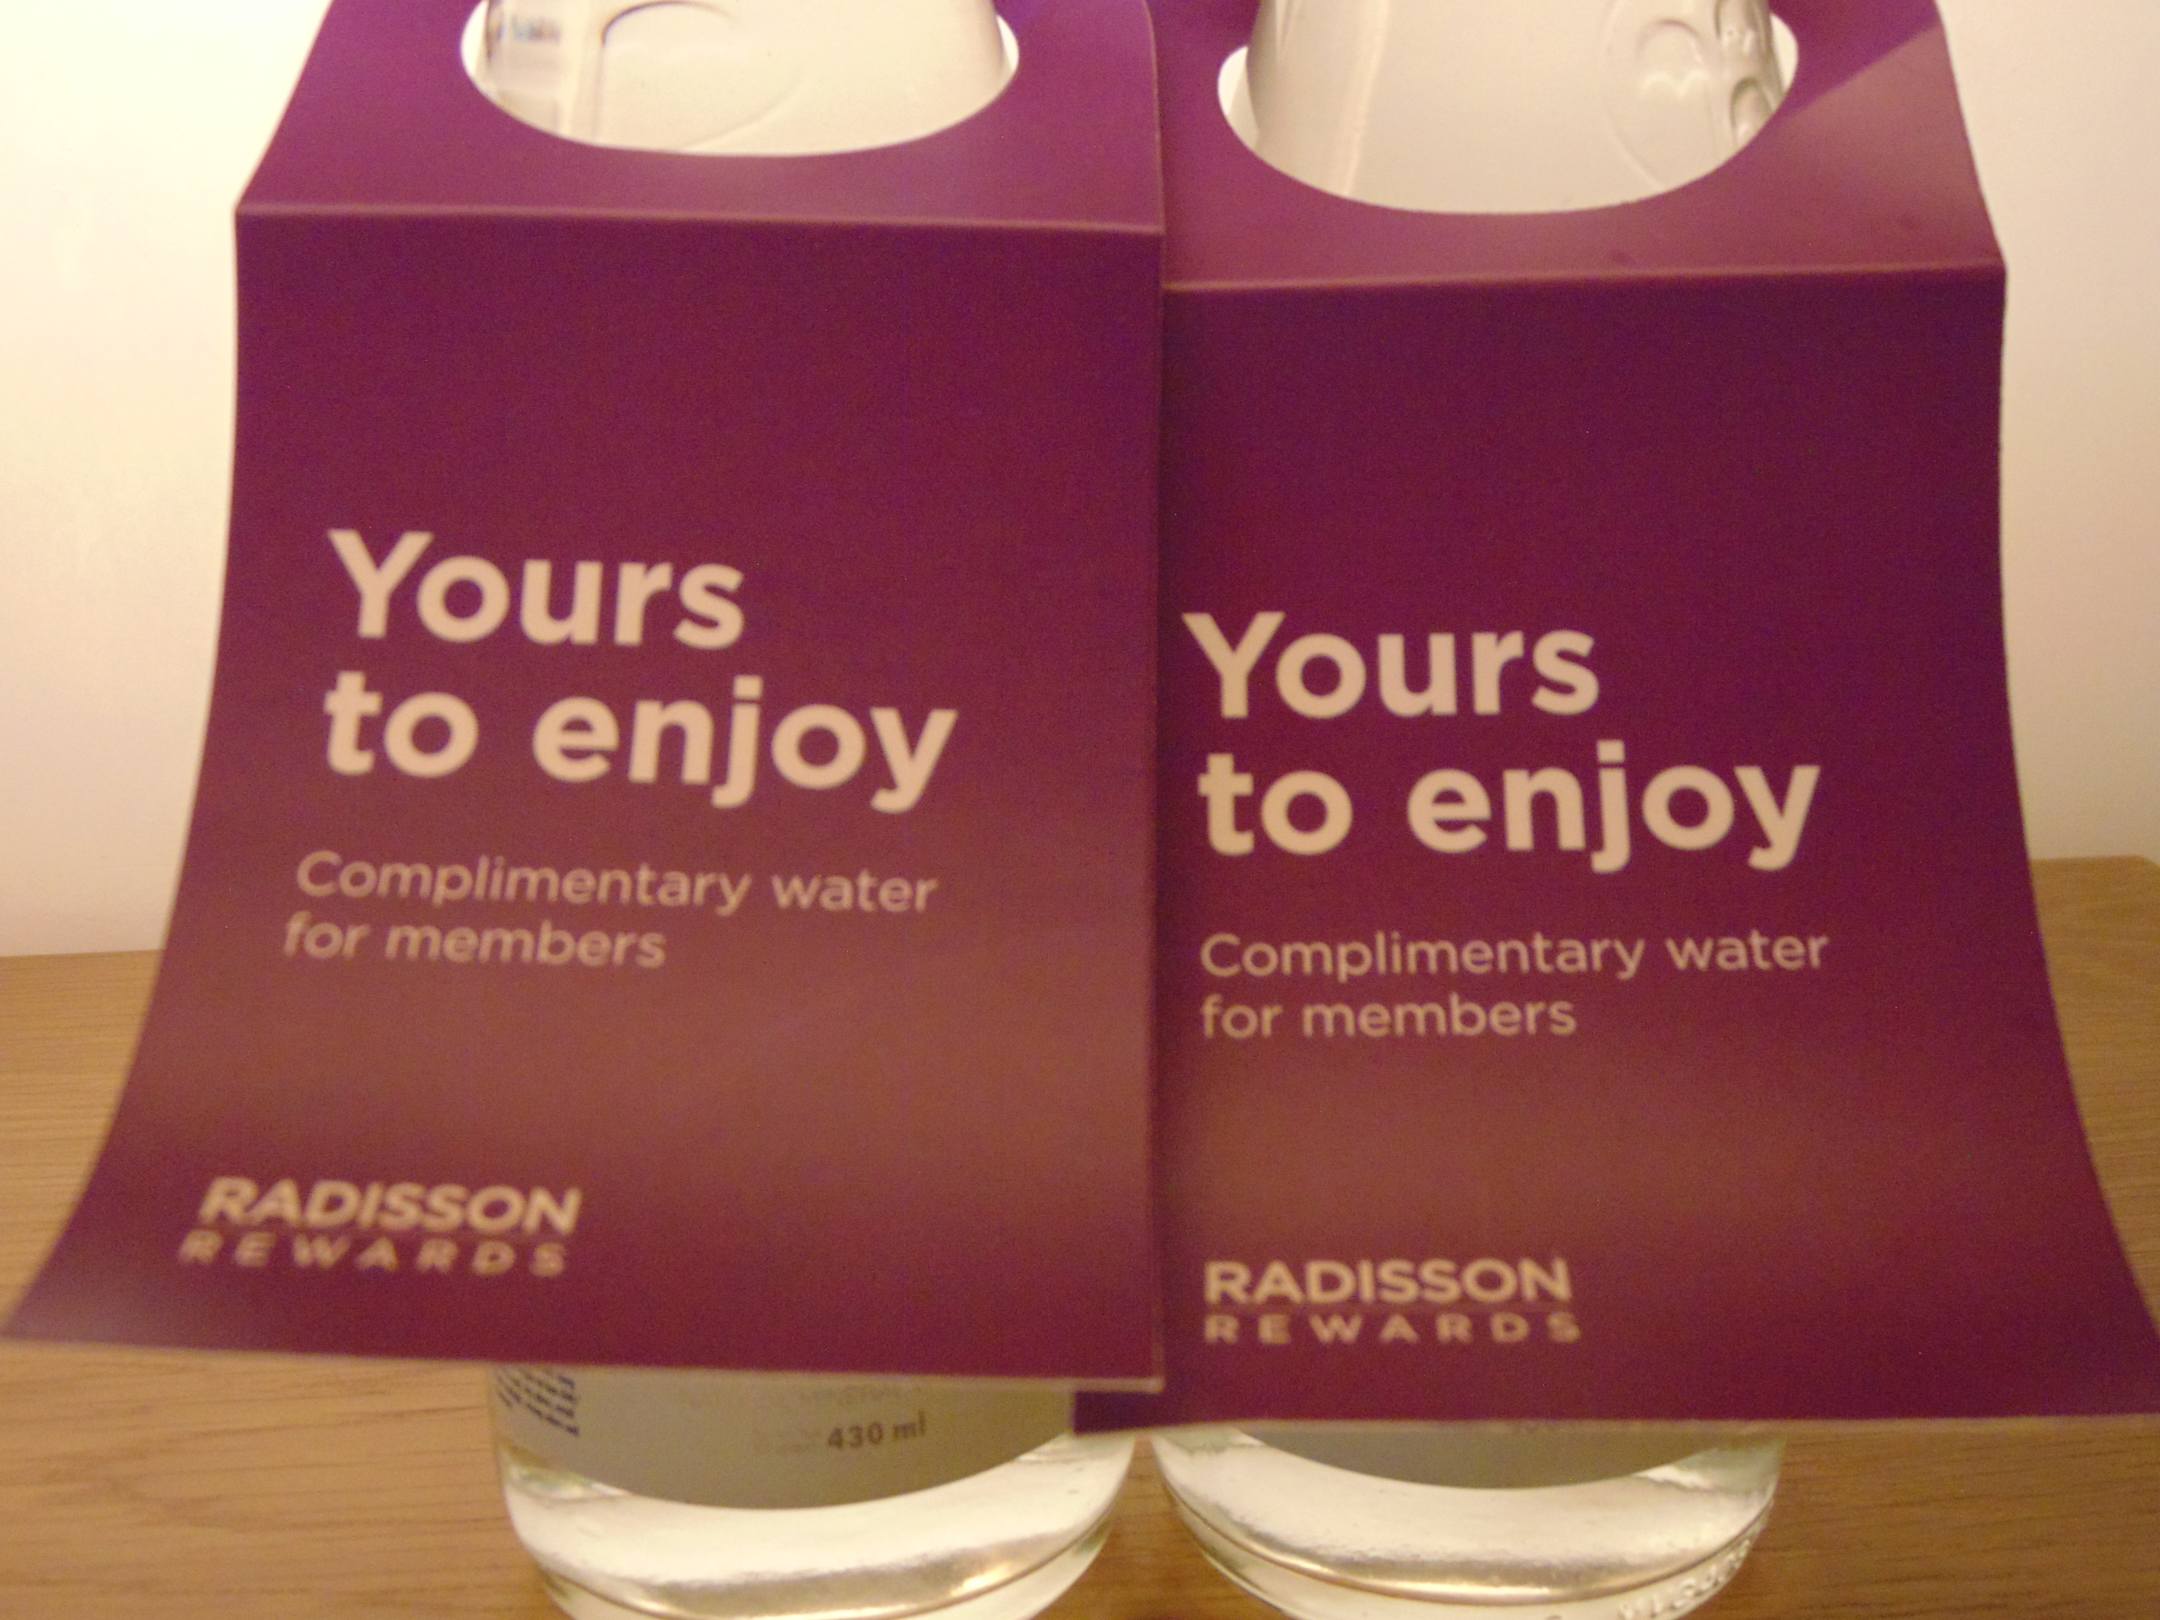 Yours
to enjoy
Complimentary water
for members
RADISSON
REWARDS
430 ml
Yours
to enjoy
Complimentary water
for members
RADISSON
REWARDS